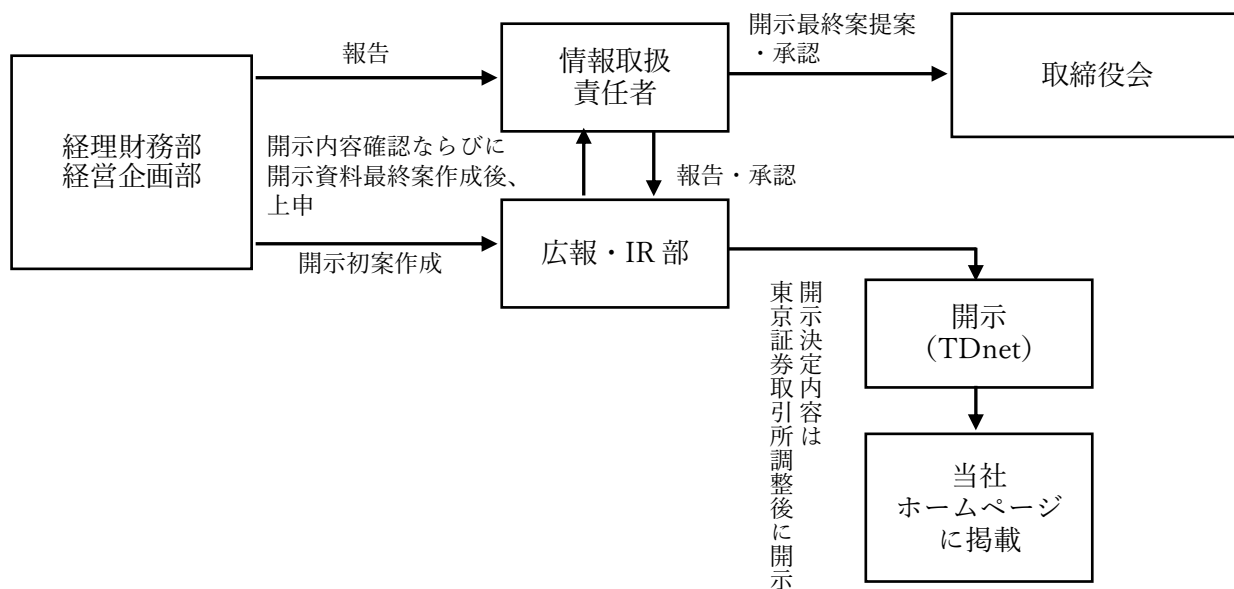 経理財務部
経営企画部
報告
情報取扱
責任者
開示最終案提案
・承認
取締役会
開示内容確認ならびに
開示資料最終案作成後、
上申
報告・承認
開示初案作成
広報・IR 部
開示決定内容は
東京証券取引所調整後に開示
開示
(TDnet)
当社
ホームページ
に掲載